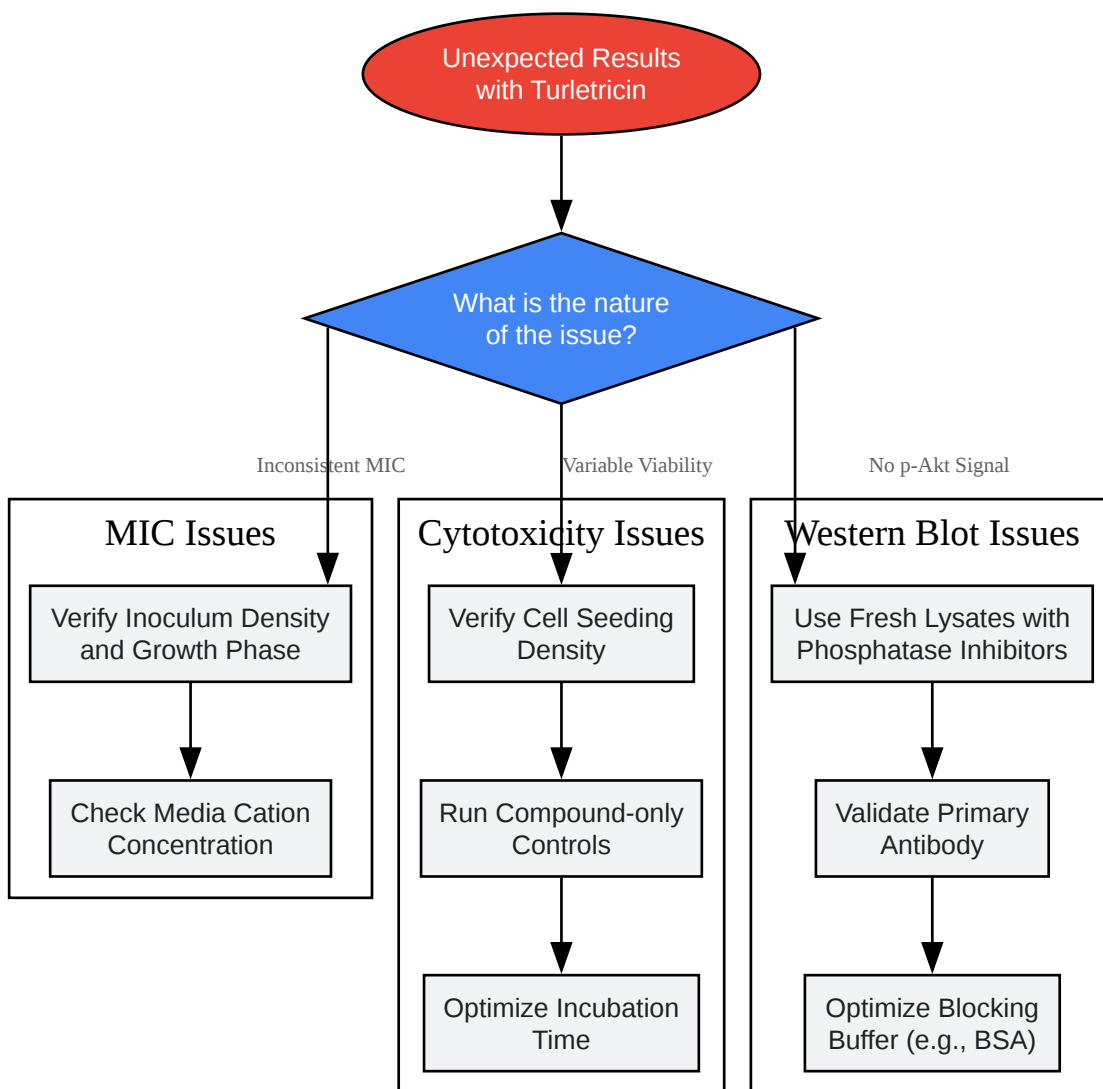 Unexpected Results
with Turletricin
What is the nature
of the issue?
Inconsistent MIC
Variable Viability
No p-Akt Signal
MIC Issues
Verify Inoculum Density
and Growth Phase
Check Media Cation
Concentration
Cytotoxicity Issues
Verify Cell Seeding
Density
Run Compound-only
Controls
Optimize Incubation
Time
Western Blot Issues
Use Fresh Lysates with
Phosphatase Inhibitors
Validate Primary
Antibody
Optimize Blocking
Buffer (e.g., BSA)